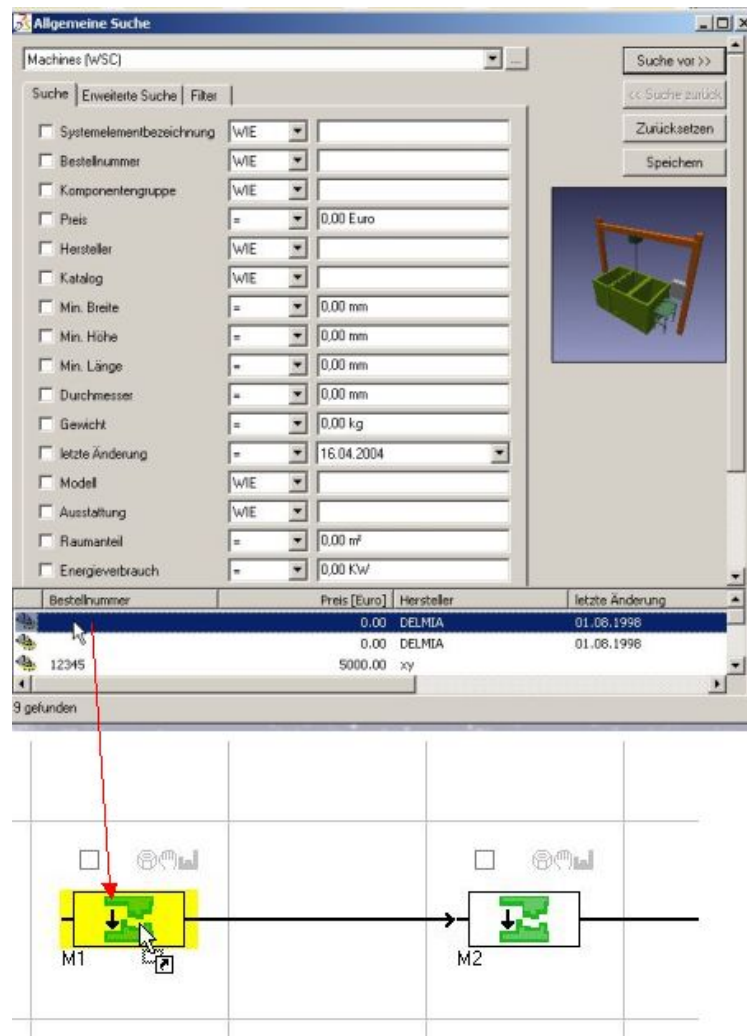 Allgemeine Suche
Machines (WSC)
...
Suche vor >>
Suche Erweiterte Suche Filter
<< Suche zurück
Systemelementbezeichnung WIE
Zurücksetzen
Bestellnummer WIE
Speichern
Komponentengruppe WIE
Preis = 0,00 Euro
Hersteller WIE
Katalog WIE
Min. Breite = 0,00 mm
Min. Höhe = 0,00 mm
Min. Länge = 0,00 mm
Durchmesser = 0,00 mm
Gewicht = 0,00 kg
letzte Änderung = 16.04.2004
Modell WIE
Ausstattung WIE
Raumanteil = 0,00 m²
Energieverbrauch = 0,00 KW
Bestellnummer Preis [Euro] Hersteller letzte Änderung
0.00 DELMIA 01.08.1998
0.00 DELMIA 01.08.1998
12345 5000.00 xy
9 gefunden
M1 M2